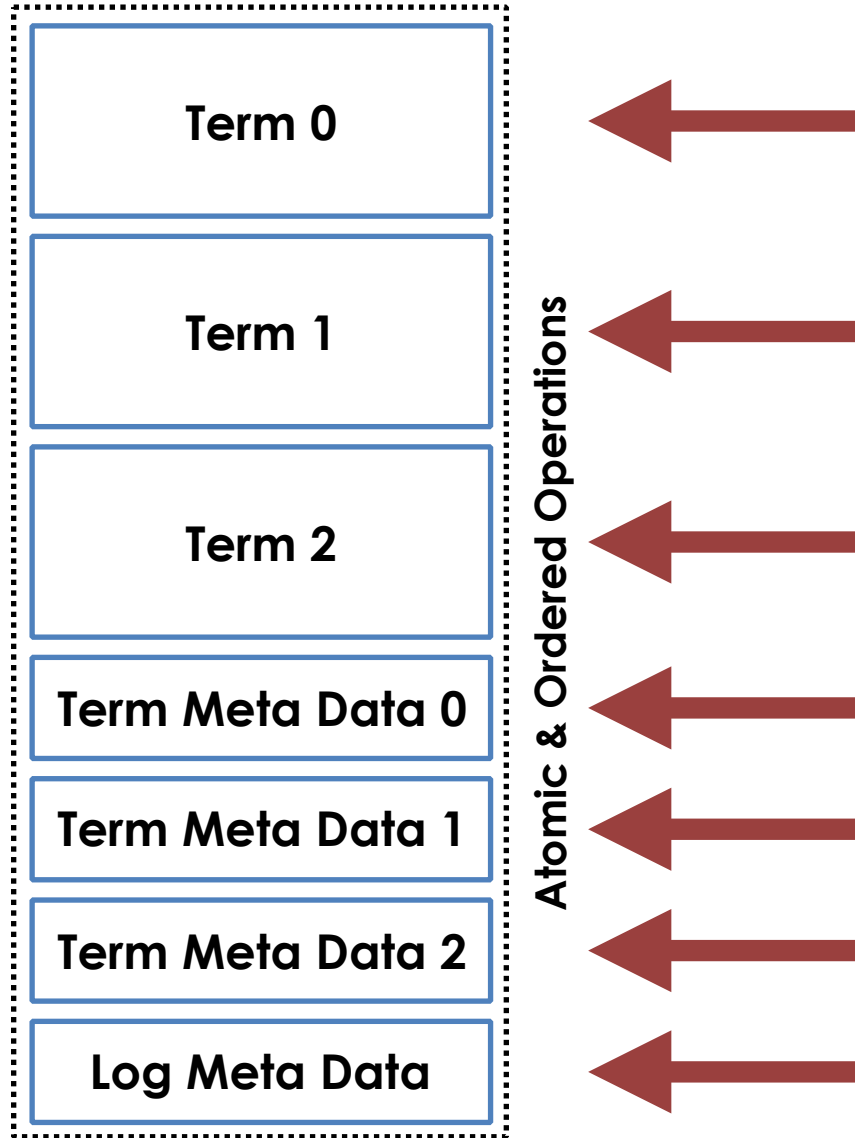 Term 0
Term 1
Term 2
Term Meta Data 0
Term Meta Data 1
Term Meta Data 2
Log Meta Data
Atomic & Ordered Operations